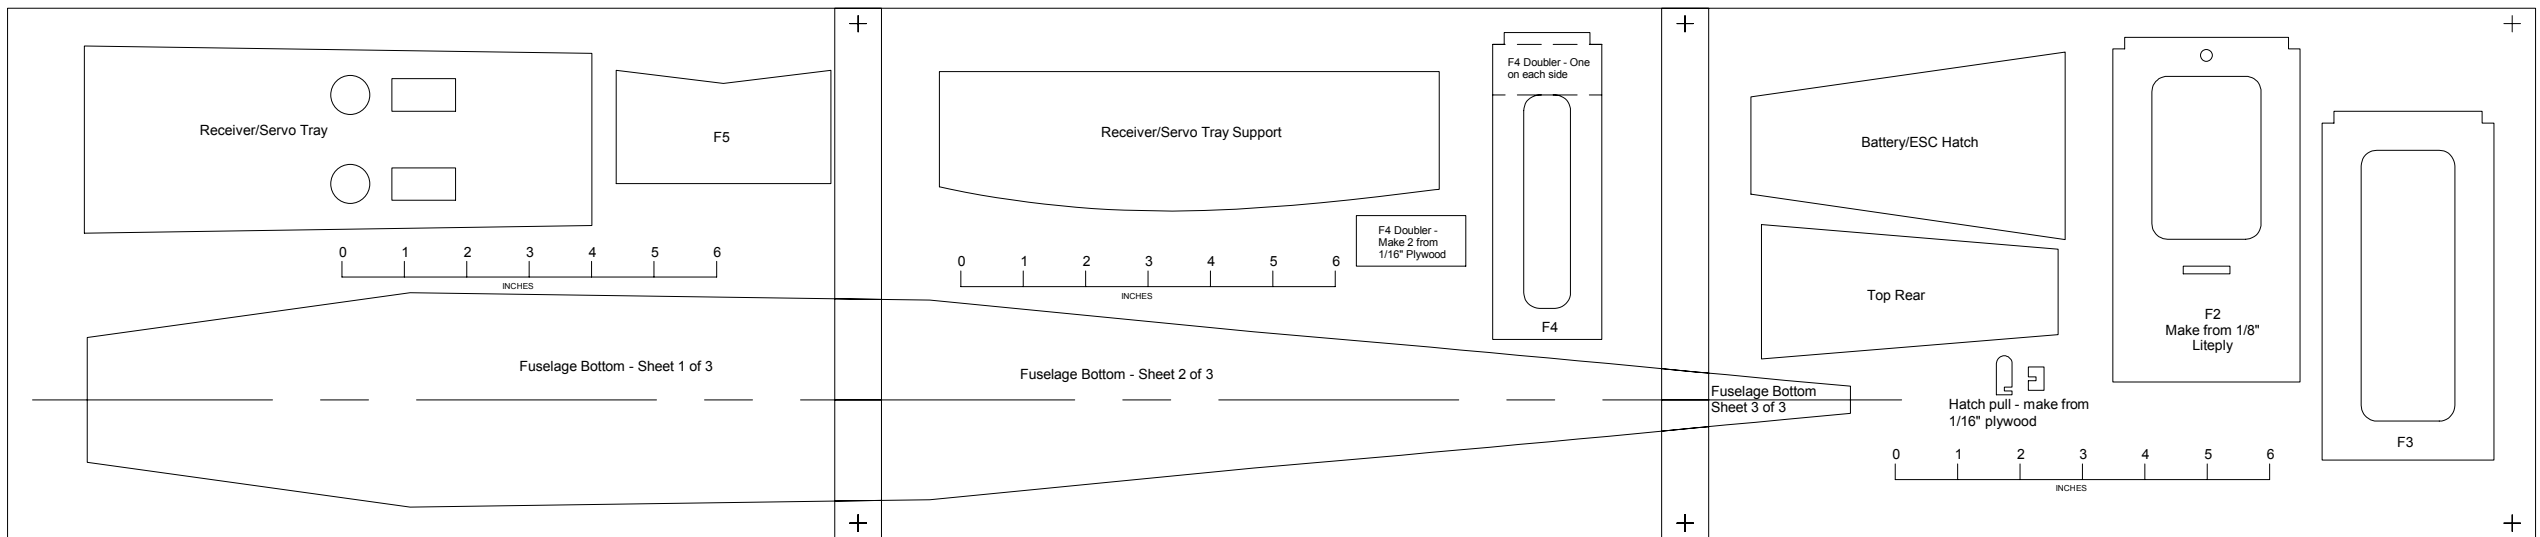 Receiver/Servo Tray
F5
0 1 2 3 4 5 6
INCHES
Fuselage Bottom - Sheet 1 of 3
Receiver/Servo Tray Support
F4 Doubler - One
on each side
F4 Doubler -
Make 2 from
1/16" Plywood
0 1 2 3 4 5 6
INCHES
F4
Fuselage Bottom - Sheet 2 of 3
Battery/ESC Hatch
Top Rear
F2
Make from 1/8"
Liteply
Fuselage Bottom
Sheet 3 of 3
Hatch pull - make from
1/16" plywood
F3
0 1 2 3 4 5 6
INCHES